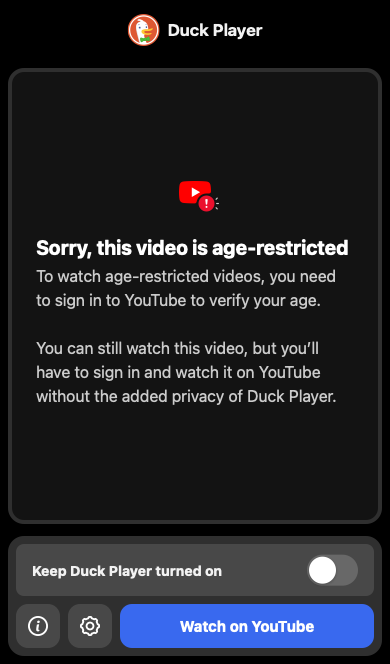 Duck Player
Sorry, this video is age-restricted
To watch age-restricted videos, you need
to sign in to YouTube to verify your age.
You can still watch this video, but you’ll
have to sign in and watch it on YouTube
without the added privacy of Duck Player.
Keep Duck Player turned on
Watch on YouTube